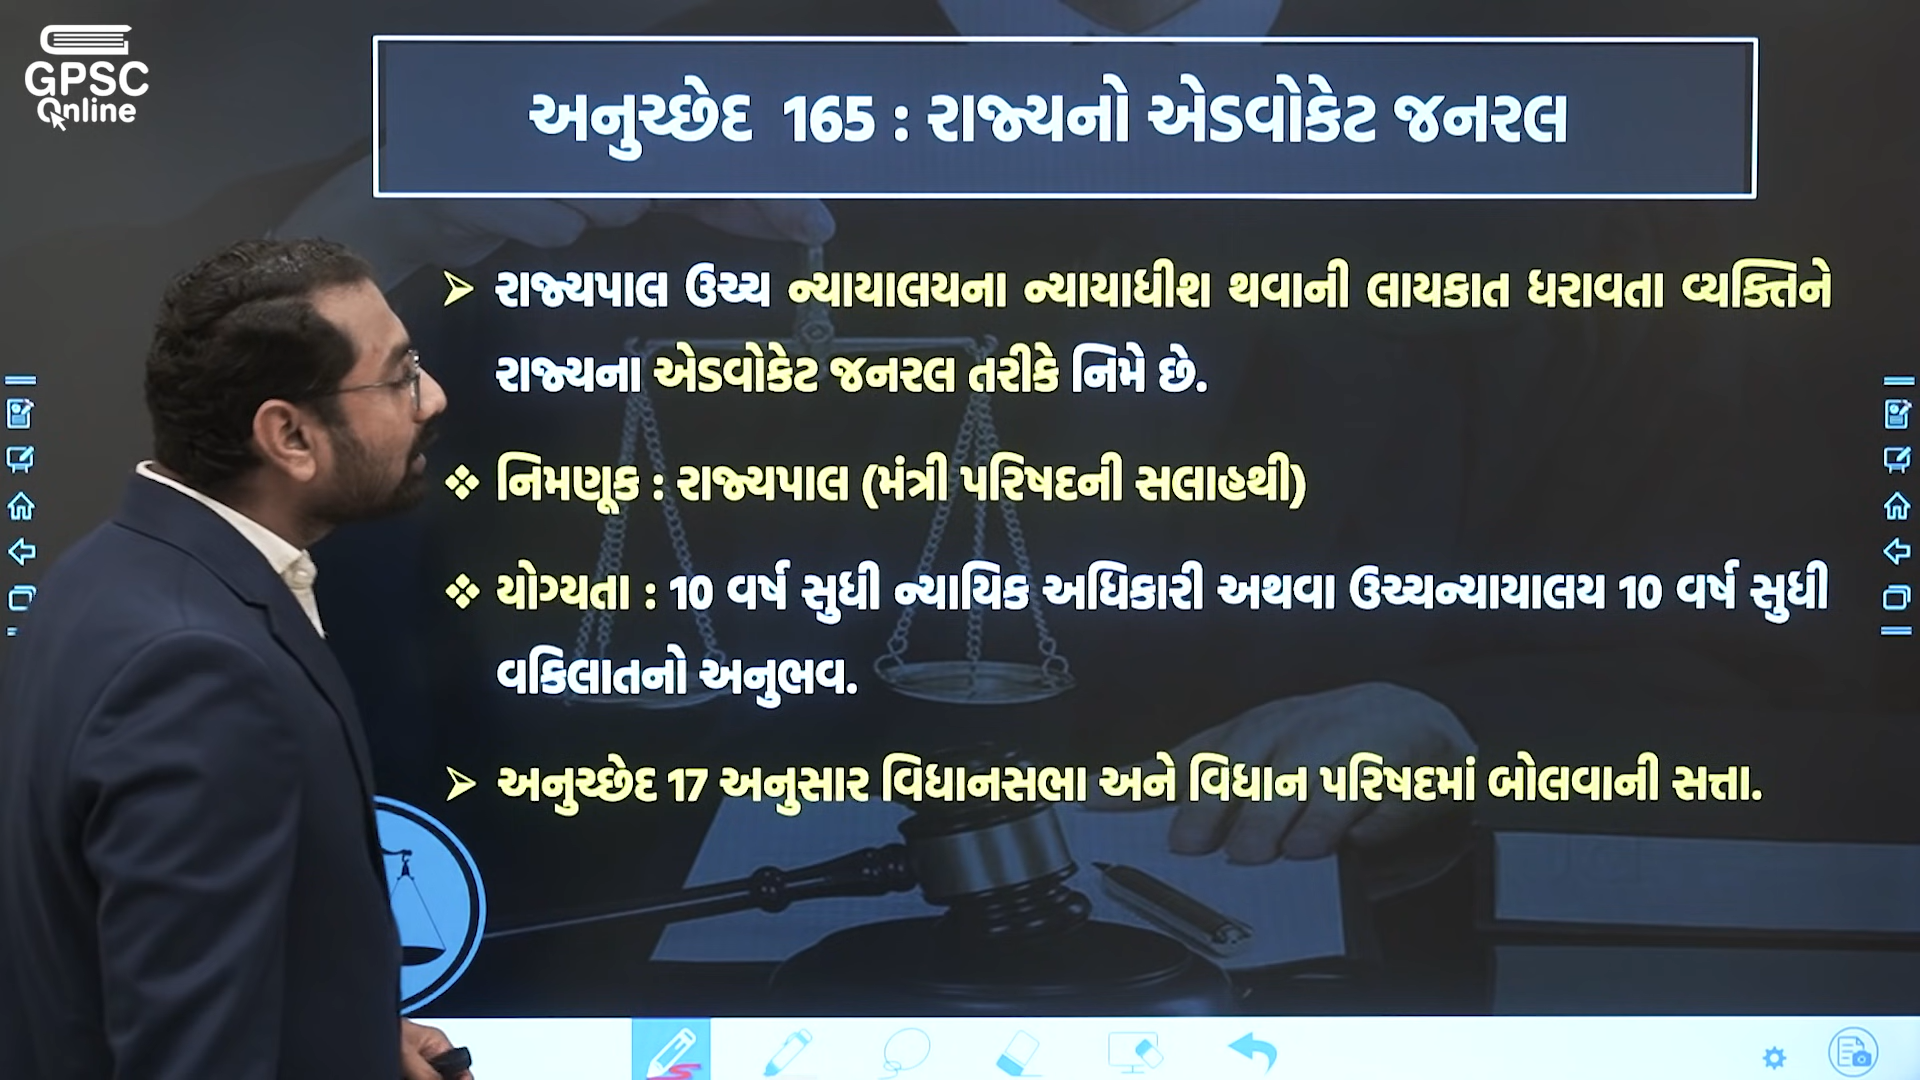 GPSC
Online
અનુચ્છેદ 165 : રાજ્યનો એડવોકેટ જનરલ
રાજ્યપાલ ઉચ્ચ ન્યાયાલયના ન્યાયાધીશ થવાની લાયકાત ધરાવતા વ્યક્તિને
રાજ્યના એડવોકેટ જનરલ તરીકે નિમે છે.
નિમણૂક : રાજ્યપાલ (મંત્રી પરિષદની સલાહથી)
યોગ્યતા : 10 વર્ષ સુધી ન્યાયિક અધિકારી અથવા ઉચ્ચન્યાયાલય 10 વર્ષ સુધી
વકિલાતનો અનુભવ.
અનુચ્છેદ 17 અનુસાર વિધાનસભા અને વિધાન પરિષદમાં બોલવાની સત્તા.